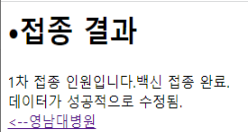 •접종 결과
1차 접종 인원입니다.백신 접종 완료.
데이터가 성공적으로 수정됨.
<--영남대병원